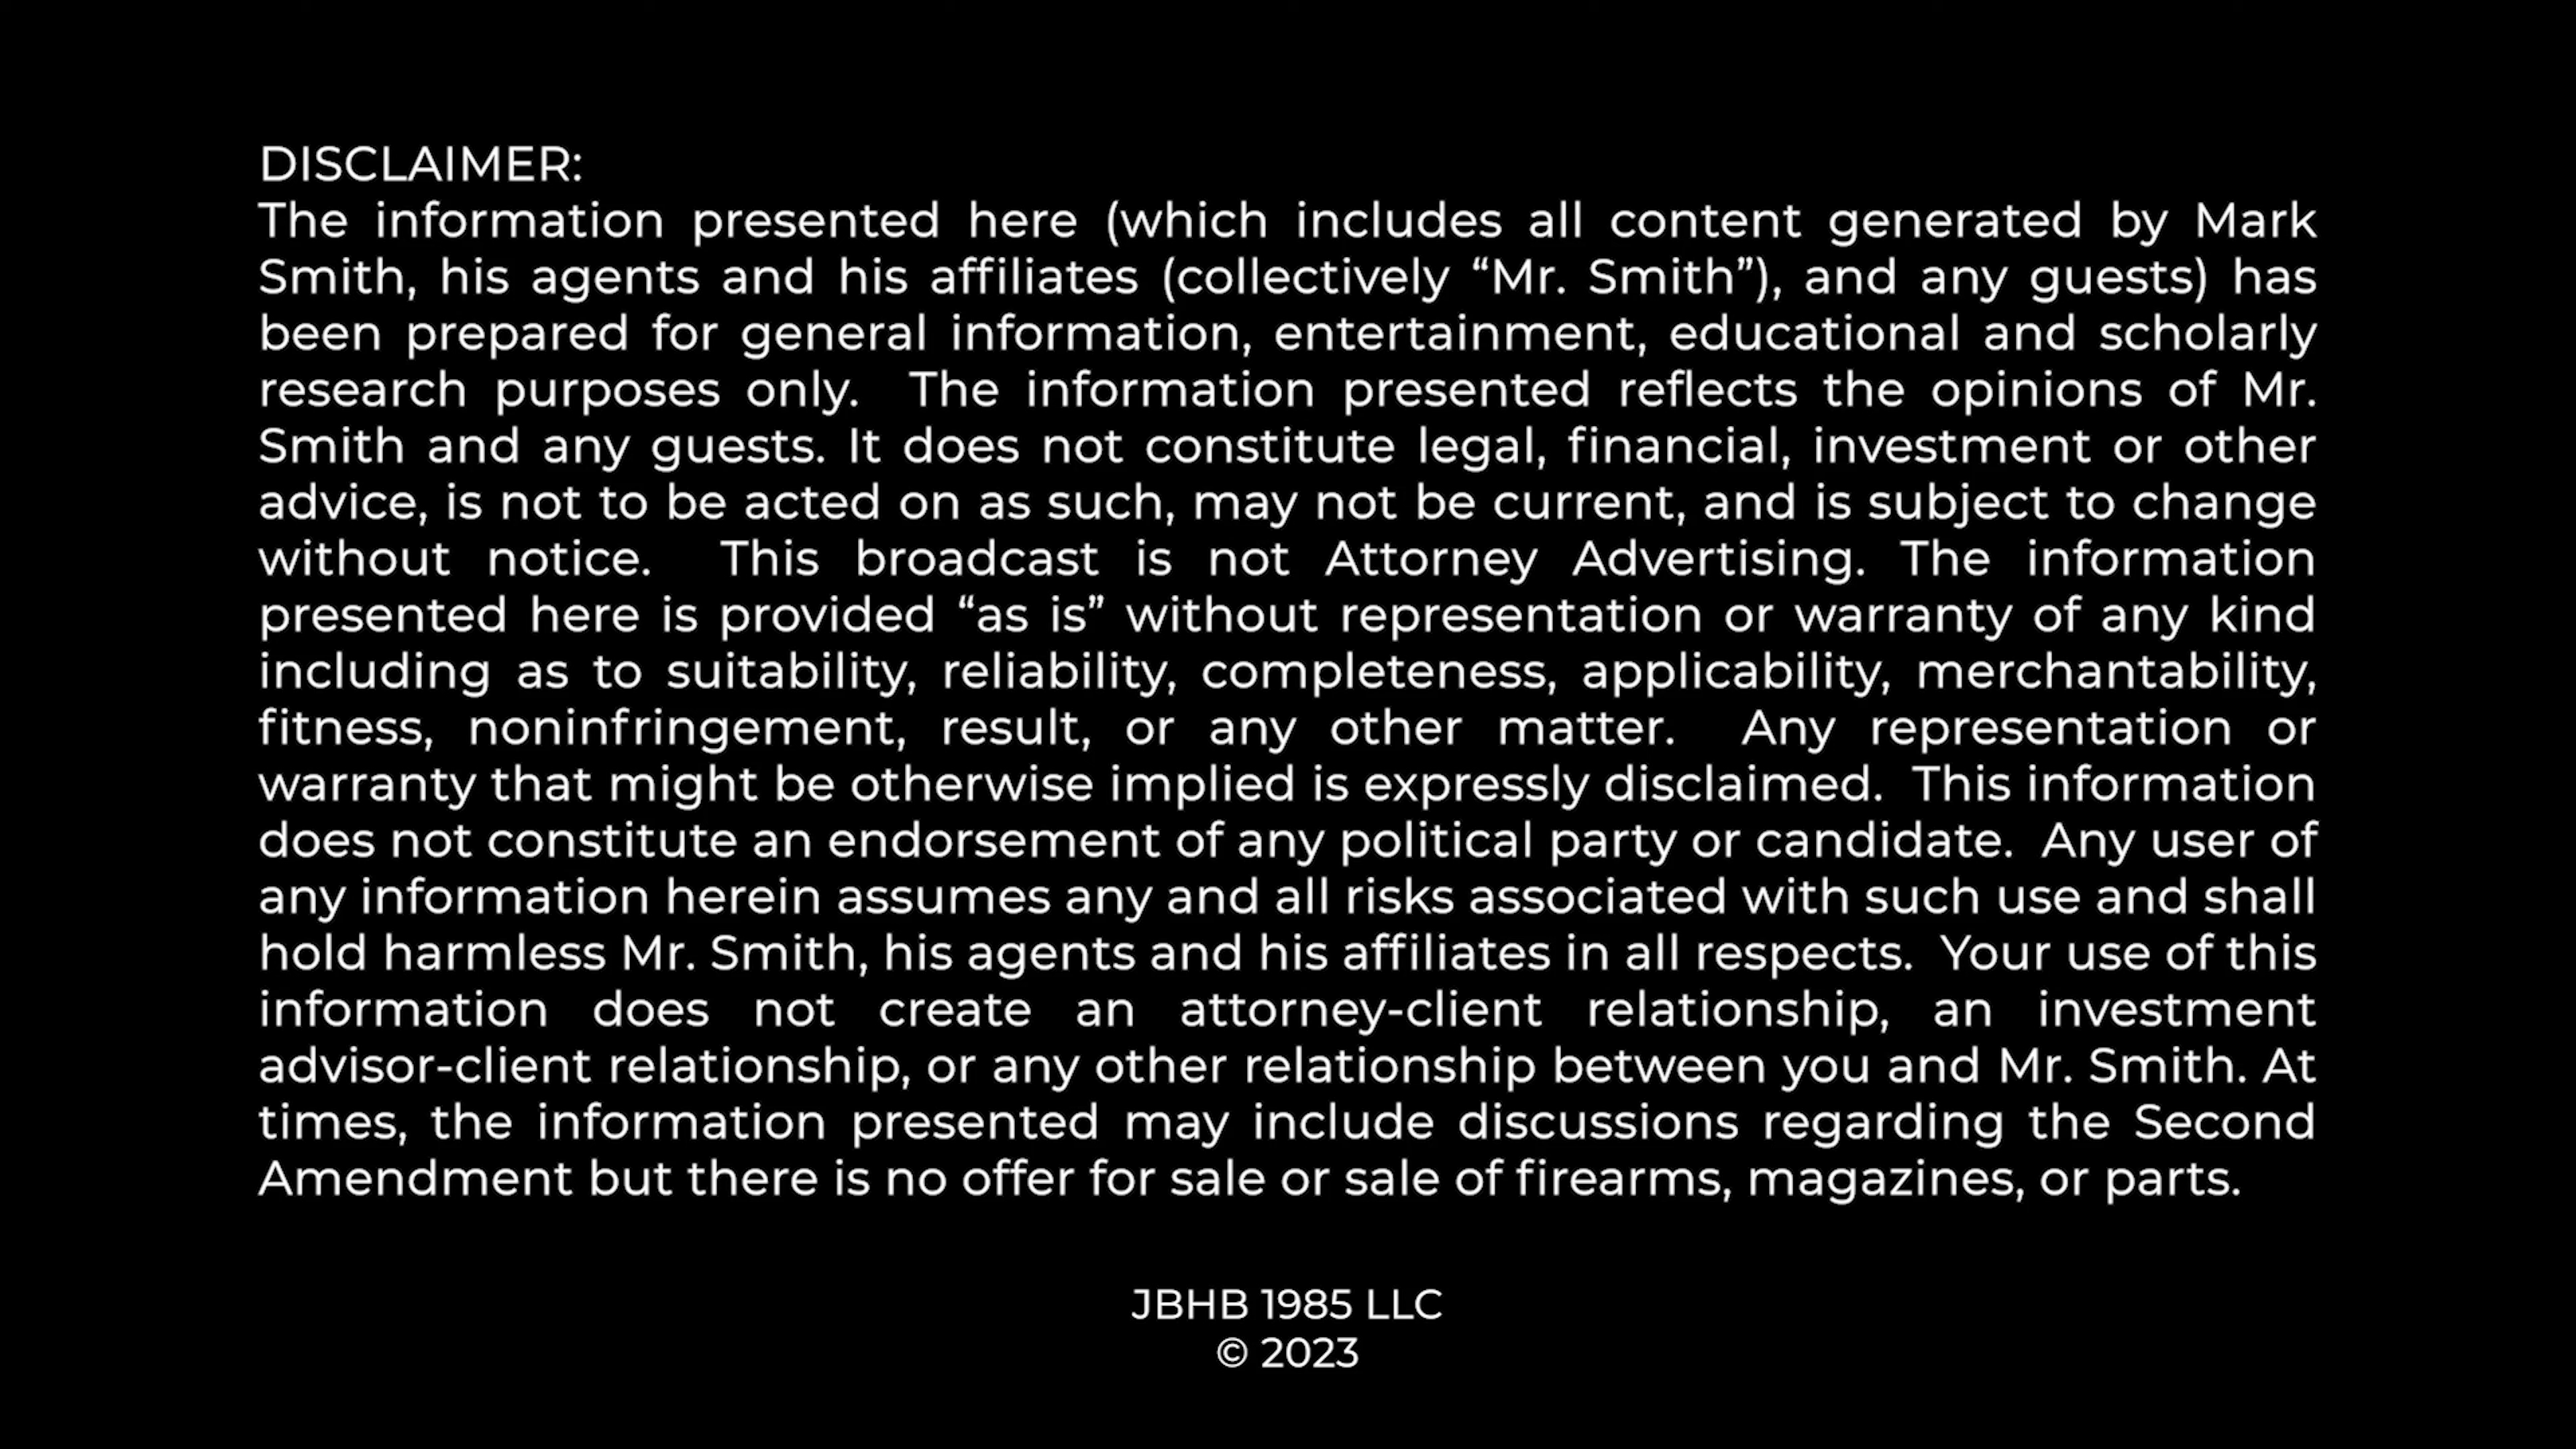 DISCLAIMER:
The information presented here (which includes all content generated by Mark
Smith, his agents and his affiliates (collectively “Mr. Smith”), and any guests) has
been prepared for general information, entertainment, educational and scholarly
research purposes only.  The information presented reflects the opinions of Mr.
Smith and any guests. It does not constitute legal, financial, investment or other
advice, is not to be acted on as such, may not be current, and is subject to change
without notice.  This broadcast is not Attorney Advertising. The information
presented here is provided “as is” without representation or warranty of any kind
including as to suitability, reliability, completeness, applicability, merchantability,
fitness, noninfringement, result, or any other matter.  Any representation or
warranty that might be otherwise implied is expressly disclaimed.  This information
does not constitute an endorsement of any political party or candidate.  Any user of
any information herein assumes any and all risks associated with such use and shall
hold harmless Mr. Smith, his agents and his affiliates in all respects.  Your use of this
information does not create an attorney-client relationship, an investment
advisor-client relationship, or any other relationship between you and Mr. Smith. At
times, the information presented may include discussions regarding the Second
Amendment but there is no offer for sale or sale of firearms, magazines, or parts.
JBHB 1985 LLC
© 2023